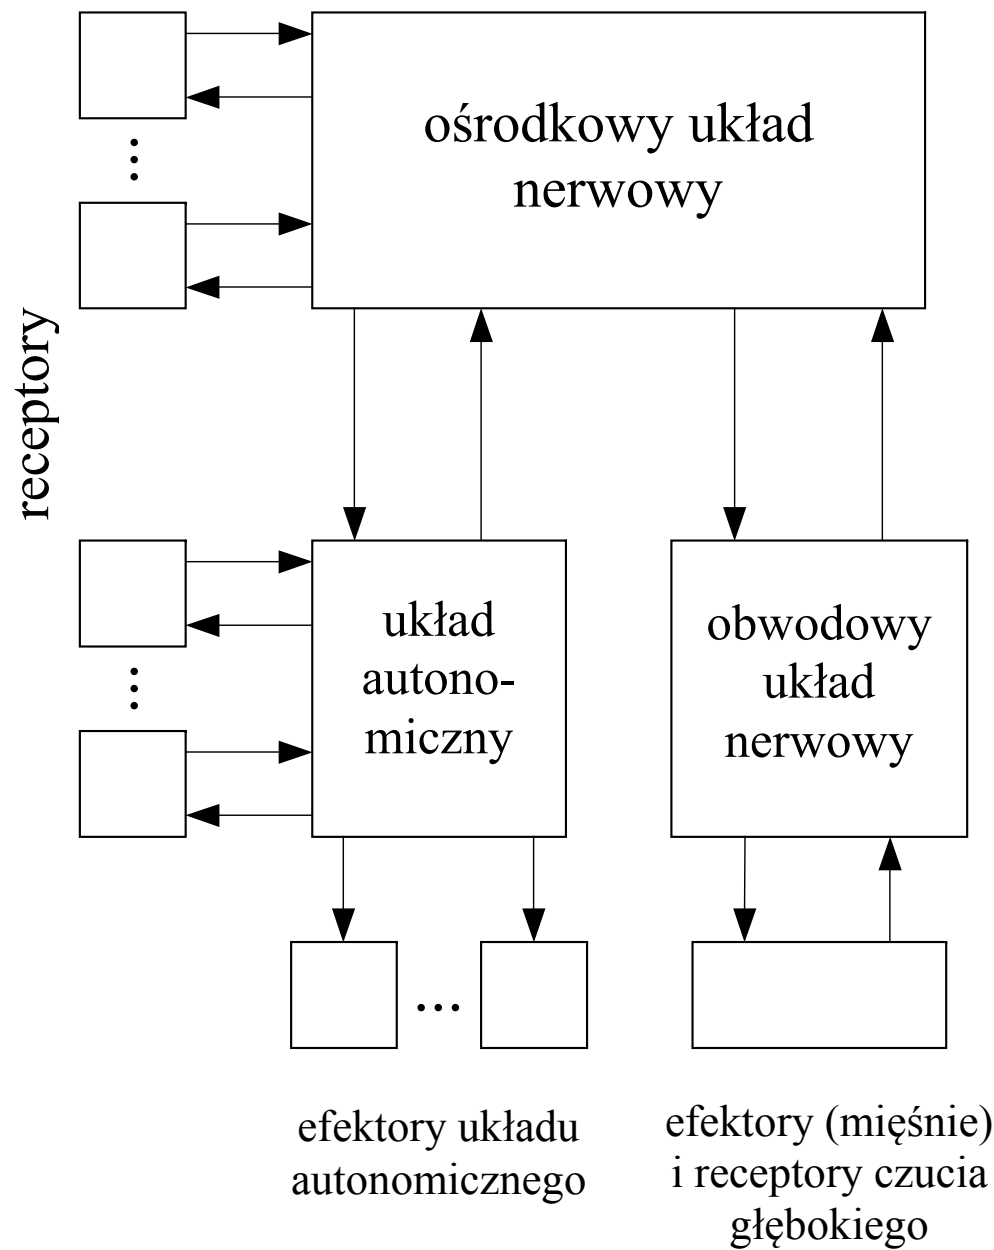 ośrodkowy układ
nerwowy
receptory
układ
autono-
miczny
obwodowy
układ
nerwowy
efektory układu
autonomicznego
efektory (mięśnie)
i receptory czucia
głębokiego